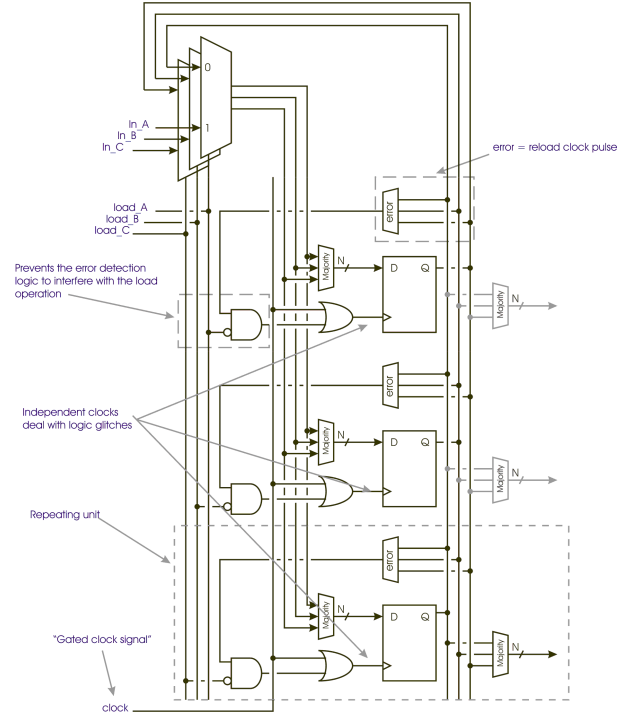 0
In_A
1
In_B
In_C
error = reload clock pulse
error
load_A
load_B
load_C
Majority
N
D
Q
Prevents the error detection
logic to interfere with the load
operation
Majority
N
error
Independent clocks
deal with logic glitches
Majority
N
D
Q
Majority
N
Repeating unit
error
Majority
N
D
Q
Majority
N
"Gated clock signal"
clock